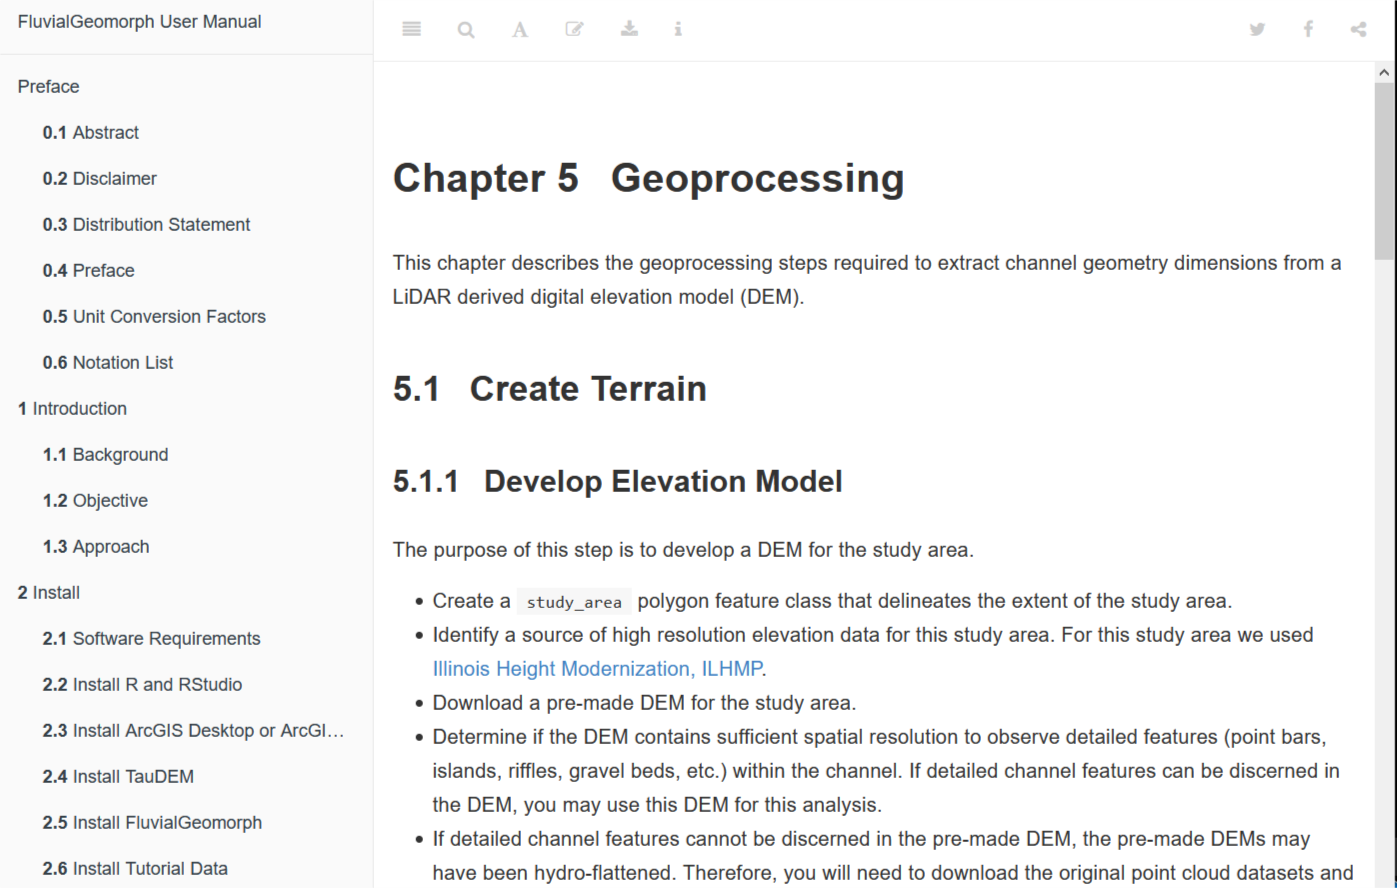 FluvialGeomorph User Manual
Preface
0.1 Abstract
0.2 Disclaimer
0.3 Distribution Statement
0.4 Preface
0.5 Unit Conversion Factors
0.6 Notation List
1 Introduction
1.1 Background
1.2 Objective
1.3 Approach
2 Install
2.1 Software Requirements
2.2 Install R and RStudio
2.3 Install ArcGIS Desktop or ArcGI…
2.4 Install TauDEM
2.5 Install FluvialGeomorph
2.6 Install Tutorial Data
Chapter 5 Geoprocessing
This chapter describes the geoprocessing steps required to extract channel geometry dimensions from a
LiDAR derived digital elevation model (DEM).
5.1 Create Terrain
5.1.1 Develop Elevation Model
The purpose of this step is to develop a DEM for the study area.
• Create a study_area polygon feature class that delineates the extent of the study area.
• Identify a source of high resolution elevation data for this study area. For this study area we used
Illinois Height Modernization, ILHMP.
• Download a pre-made DEM for the study area.
• Determine if the DEM contains sufficient spatial resolution to observe detailed features (point bars,
islands, riffles, gravel beds, etc.) within the channel. If detailed channel features can be discerned in
the DEM, you may use this DEM for this analysis.
• If detailed channel features cannot be discerned in the pre-made DEM, the pre-made DEMs may
have been hydro-flattened. Therefore, you will need to download the original point cloud datasets and